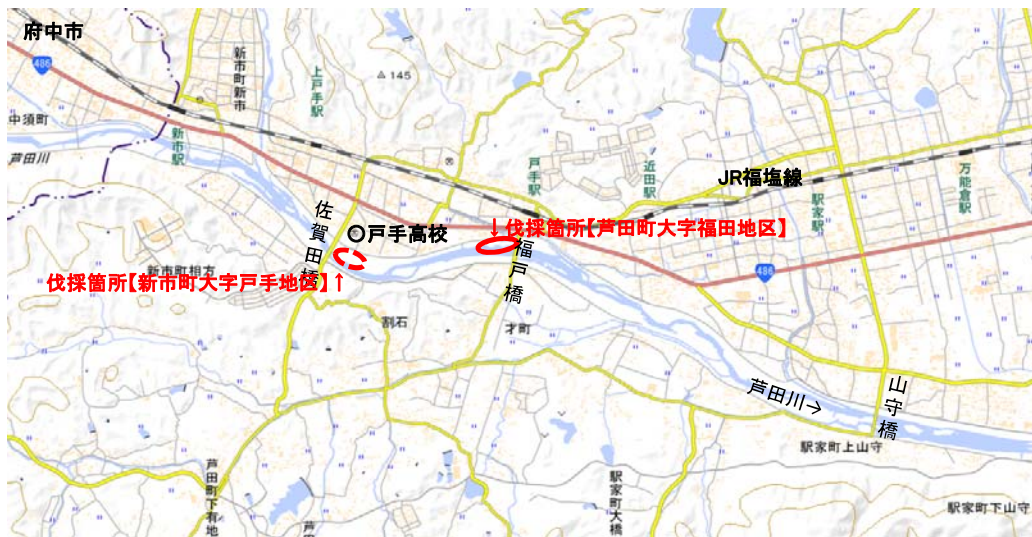 府中市
486
新市町新市
上戸手駅
145
中須町
芦田川
新市駅
戸手駅
近田駅
JR福塩線
駅家駅
万能倉駅
佐賀田橋
○戸手高校
↓伐採箇所【芦田町大字福田地区】
福戸橋
新市町相方
伐採箇所【新市町大字戸手地区】↑
486
割石
才町
芦田川→
山守橋
駅家町上山守
芦田町下有地
駅家町大橋
駅家町下山守